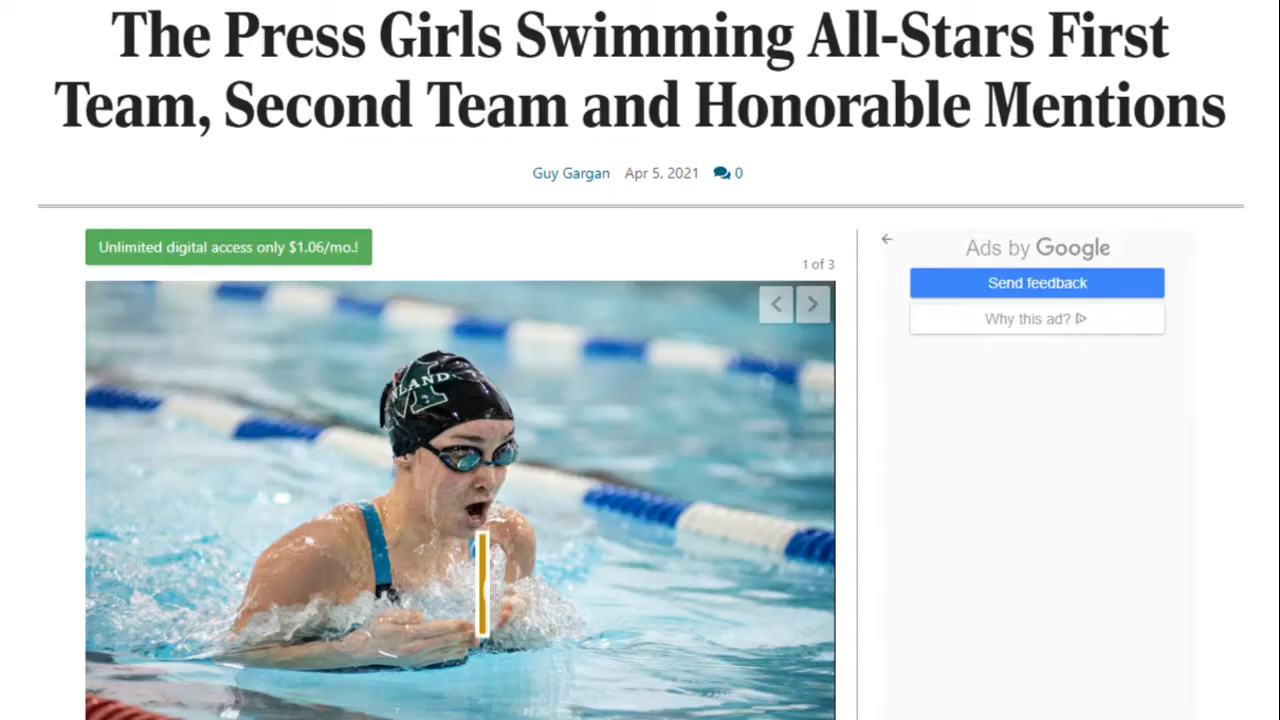 The Press Girls Swimming All-Stars First
Team, Second Team and Honorable Mentions
Guy Gargan Apr 5, 2021 0
Unlimited digital access only $1.06/mo.!
1 of 3
Ads by Google
Send feedback
Why this ad?
LAND